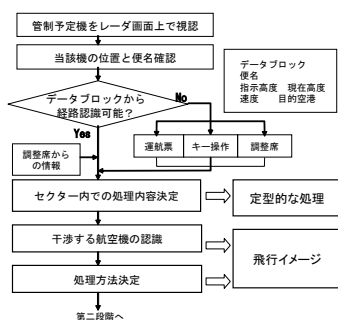 管制予定機をレーダ画面上で視認
当該機の位置と便名確認
データブロック
便名
指示高度 現在高度
速度 目的空港
データブロックから
経路認識可能?
No
Yes
運航票 キー操作 調整席
調整席から
の情報
セクター内での処理内容決定
定型的な処理
干渉する航空機の認識
飛行イメージ
処理方法決定
第二段階へ